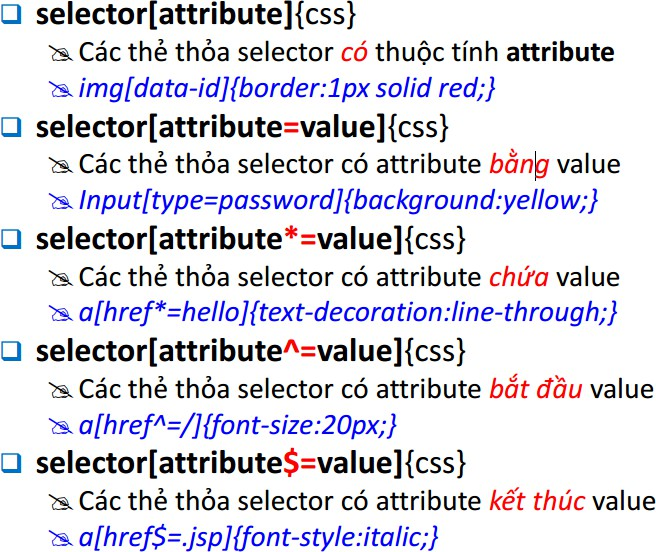 selector[attribute]{css}
Các thẻ thỏa selector có thuộc tính attribute
img[data-id]{border:1px solid red;}
selector[attribute=value]{css}
Các thẻ thỏa selector có attribute bằng value
Input[type=password]{background:yellow;}
selector[attribute*=value]{css}
Các thẻ thỏa selector có attribute chứa value
a[href*=hello]{text-decoration:line-through;}
selector[attribute^=value]{css}
Các thẻ thỏa selector có attribute bắt đầu value
a[href^=/]{font-size:20px;}
selector[attribute$=value]{css}
Các thẻ thỏa selector có attribute kết thúc value
a[href$=.jsp]{font-style:italic;}